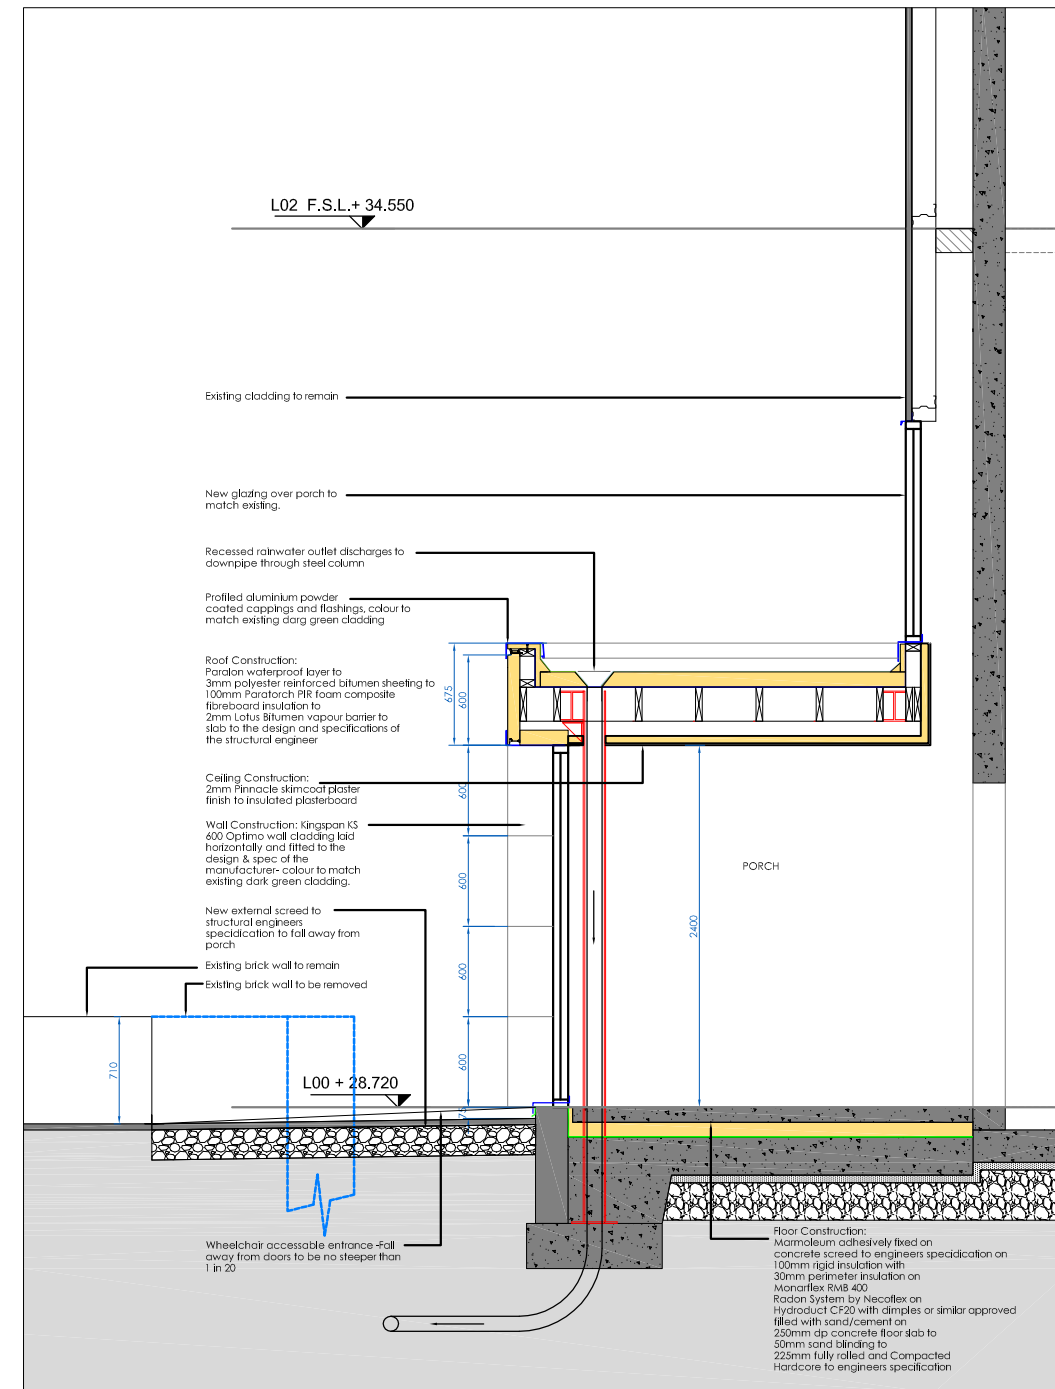 L02 F.S.L.+ 34.550
Existing cladding to remain
New glazing over porch to
match existing.
Recessed rainwater outlet discharges to
downpipe through steel column
Profiled aluminium powder
coated cappings and flashings, colour to
match existing darg green cladding
Roof Construction:
Paralon waterproof layer to
3mm polyester reinforced bitumen sheeting to
100mm Paratorch PIR foam composite
fibreboard insulation to
2mm Lotus Bitumen vapour barrier to
slab to the design and specifications of
the structural engineer
675
600
Ceiling Construction:
2mm Pinnacle skimcoat plaster
finish to insulated plasterboard
600
Wall Construction: Kingspan KS
600 Optimo wall cladding laid
horizontally and fitted to the
design & spec of the
manufacturer- colour to match
existing dark green cladding.
600
PORCH
2400
New external screed to
structural engineers
specidication to fall away from
porch
600
Existing brick wall to remain
Existing brick wall to be removed
710
600
L00 + 28.720
75
Wheelchair accessable entrance -Fall
away from doors to be no steeper than
1 in 20
Floor Construction:
Marmoleum adhesively fixed on
concrete screed to engineers specidication on
100mm rigid insulation with
30mm perimeter insulation on
Monarflex RMB 400
Radon System by Necoflex on
Hydroduct CF20 with dimples or similar approved
filled with sand/cement on
250mm dp concrete floor slab to
50mm sand blinding to
225mm fully rolled and Compacted
Hardcore to engineers specification